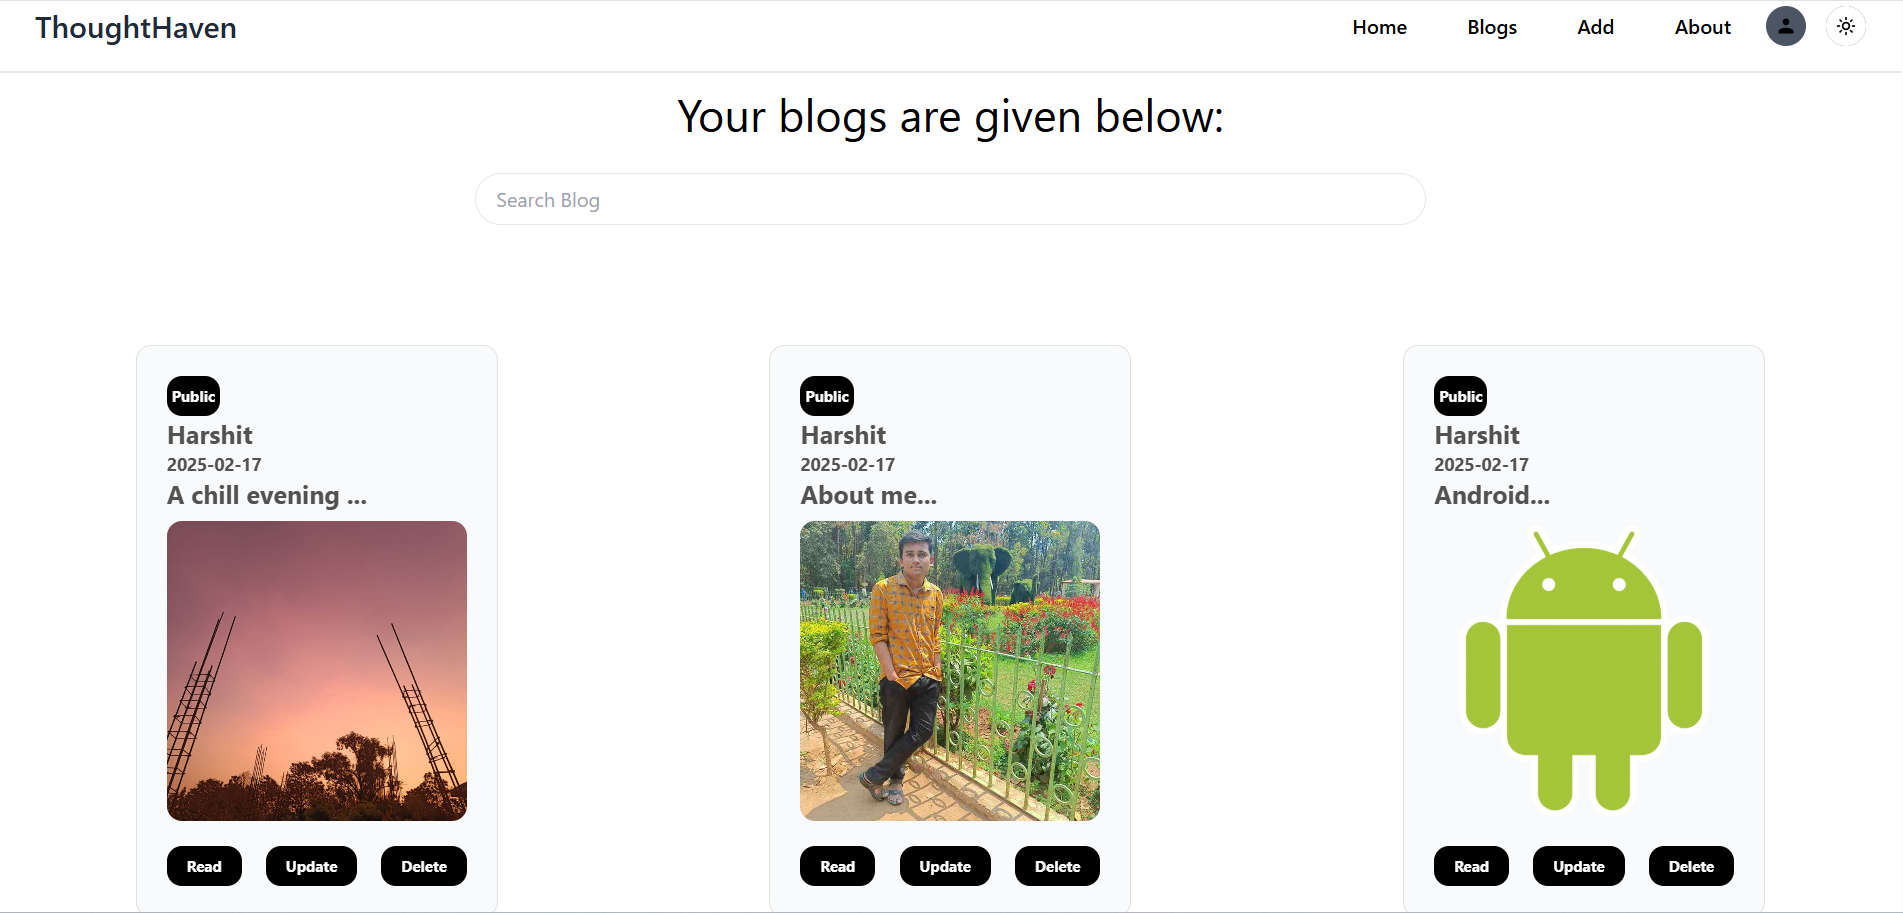 ThoughtHaven Home Blogs Add About
Your blogs are given below:
Search Blog
Public
Harshit
2025-02-17
A chill evening ...
Read Update Delete
Public
Harshit
2025-02-17
About me...
Read Update Delete
Public
Harshit
2025-02-17
Android...
Read Update Delete